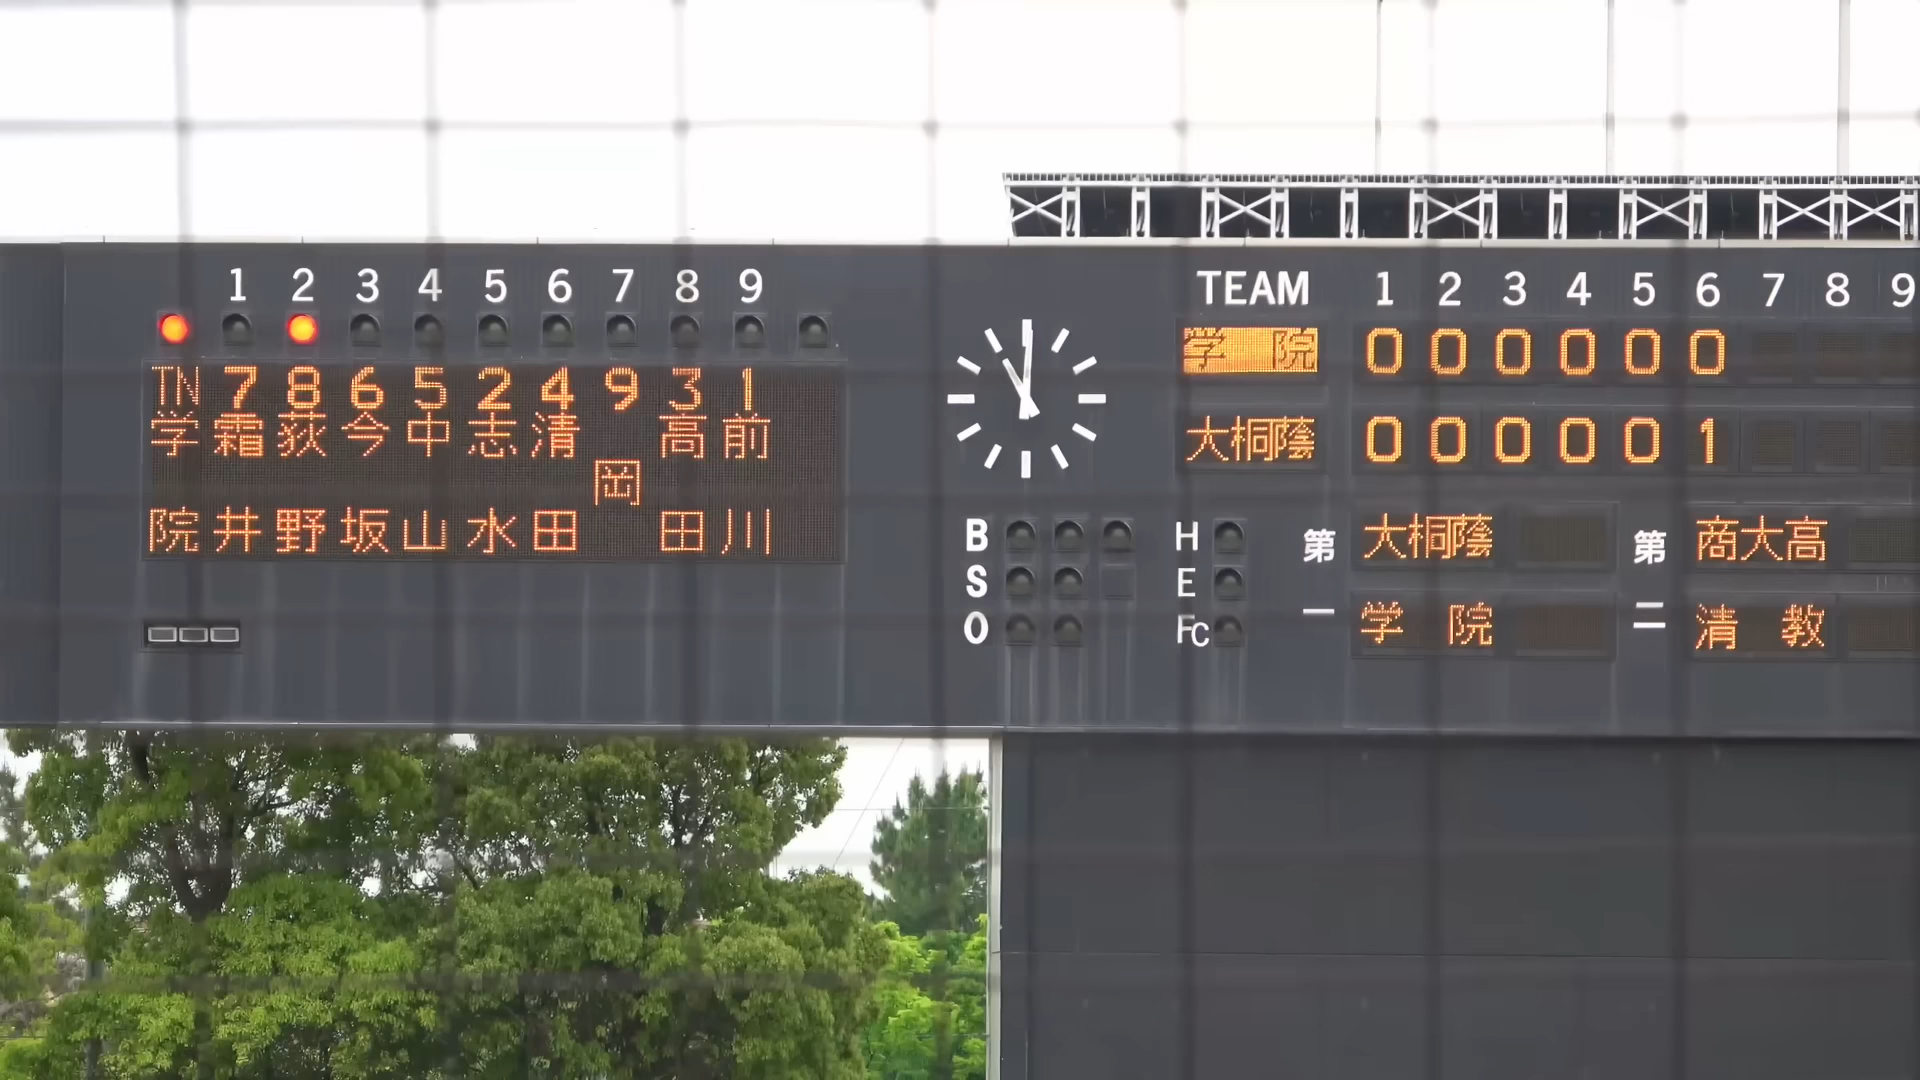 1 2 3 4 5 6 7 8 9
TN 7 8 6 5 2 4 9 3 1
学院 霜井 荻野 今坂 中山 志水 清田 岡 高田 前川
TEAM 1 2 3 4 5 6 7 8 9
学院 0 0 0 0 0 0
大桐蔭 0 0 0 0 0 1
B H
S E
O Fc
第一 大桐蔭 学院
第二 商大高 清教